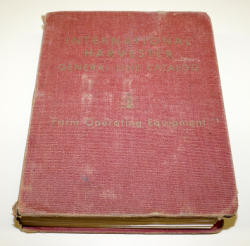 INTERNATIONAL
HARVESTER
GENERAL LINE CATALOG
Farm Operating Equipment